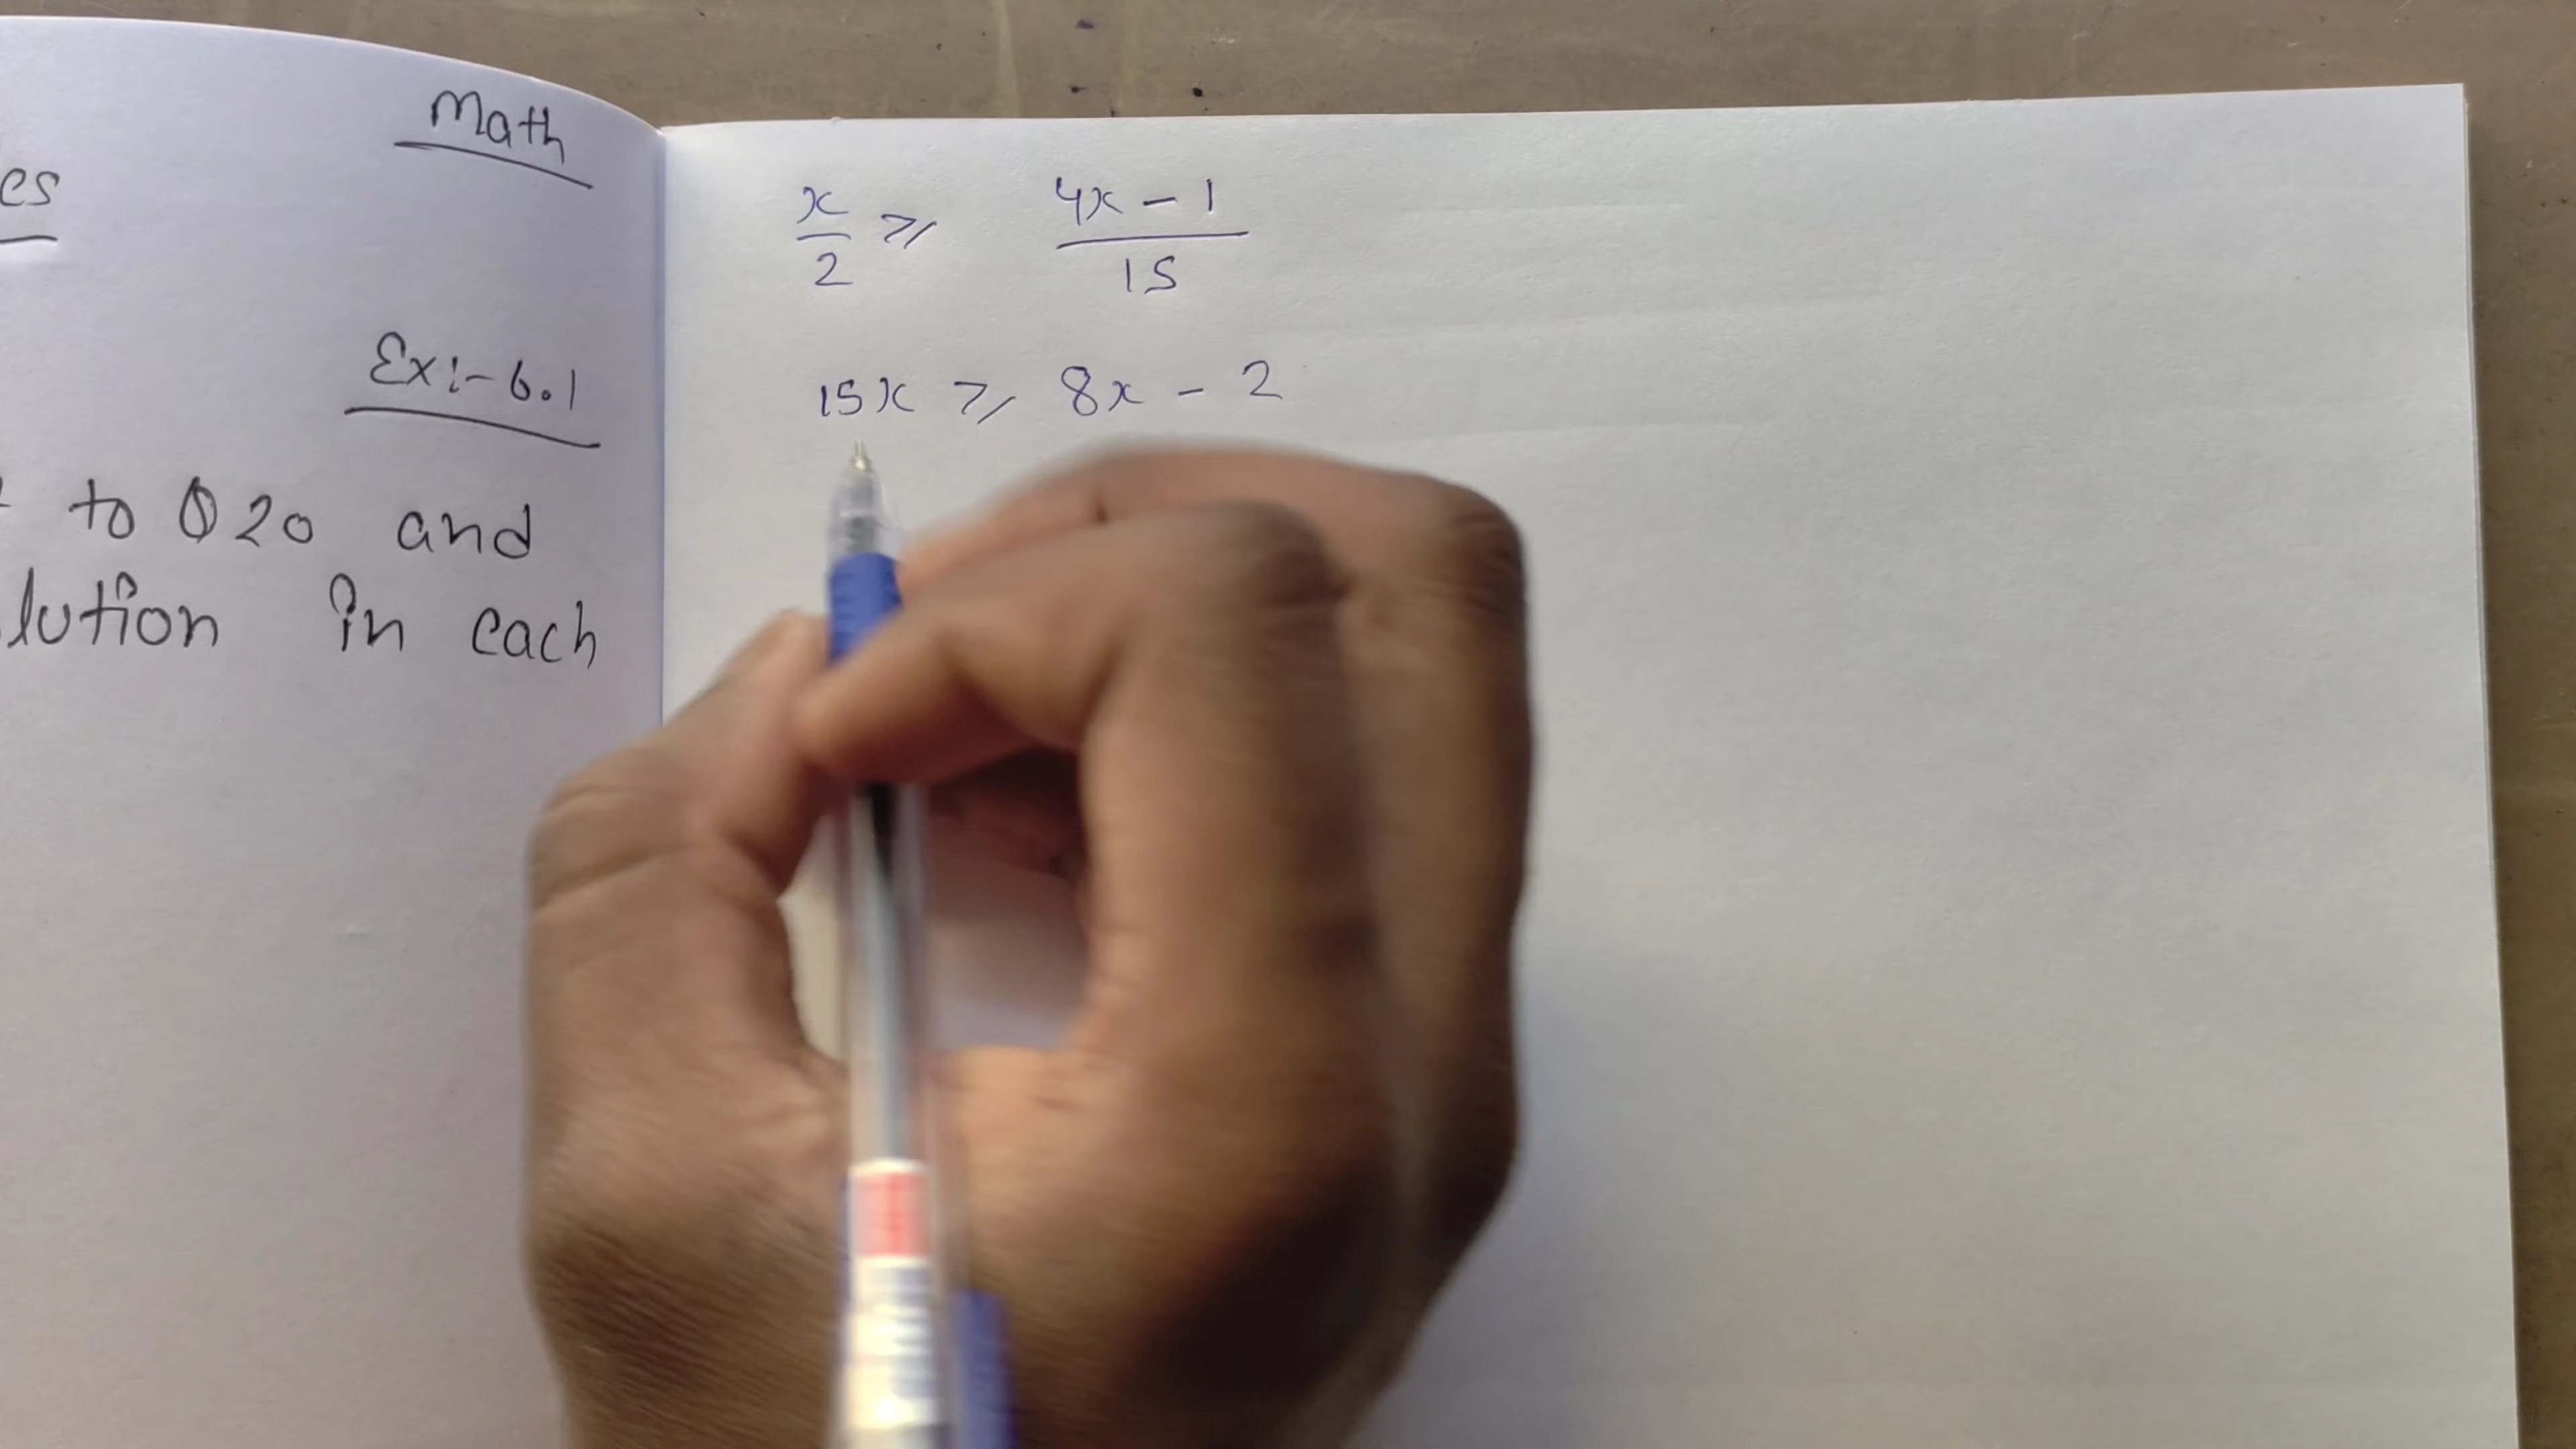 Math
es
Ex:- 6.1
to Q20 and
lution in each
x/2 ⩾ 4x - 1/15
15x ⩾ 8x - 2